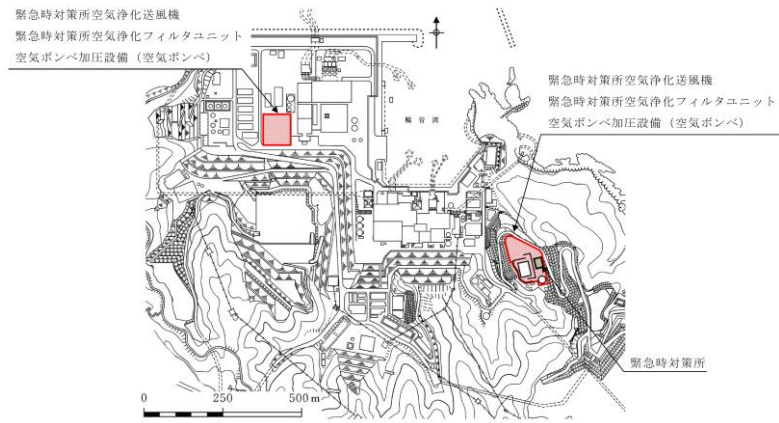 緊急時対策所空気浄化送風機
緊急時対策所空気浄化フィルタユニット
空気ボンベ加圧設備（空気ボンベ）
緊急時対策所空気浄化送風機
緊急時対策所空気浄化フィルタユニット
空気ボンベ加圧設備（空気ボンベ）
輪谷湾
緊急時対策所
0 250 500 m